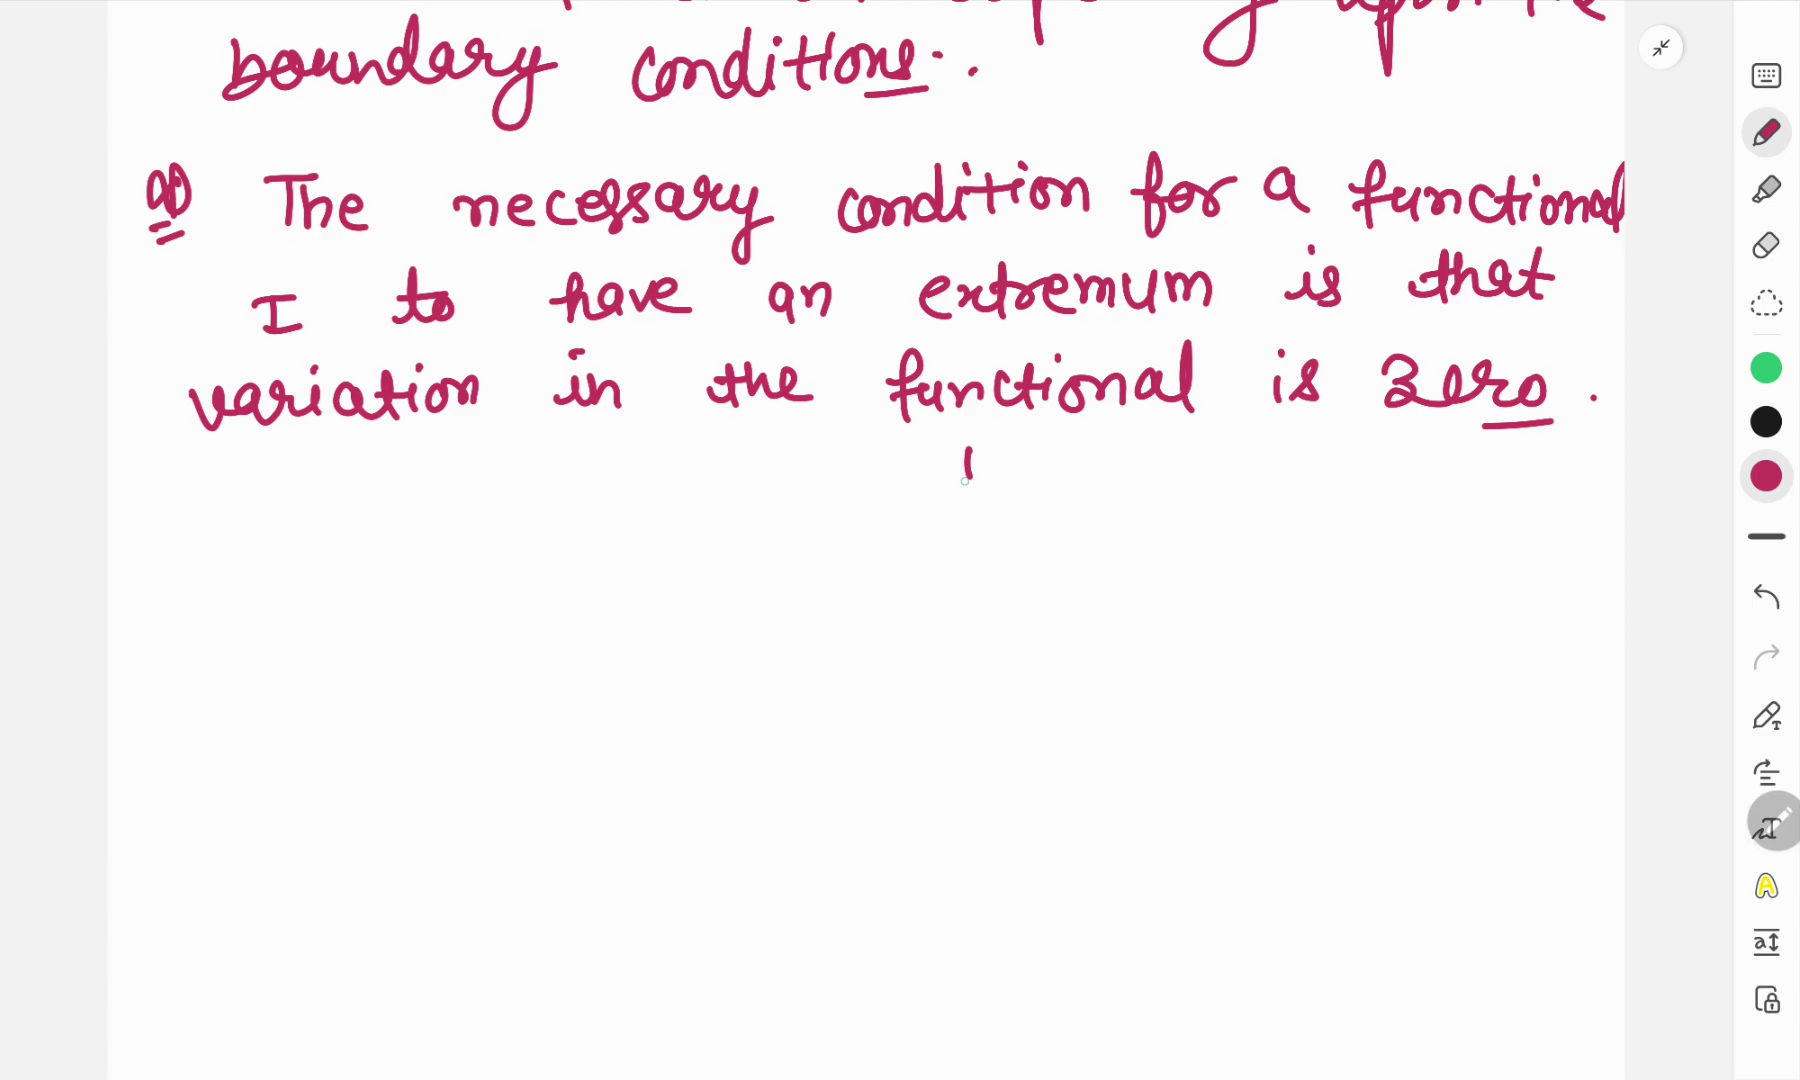 boundary conditions.
Q) The necessary condition for a functional
I to have an extremum is that
variation in the functional is zero.